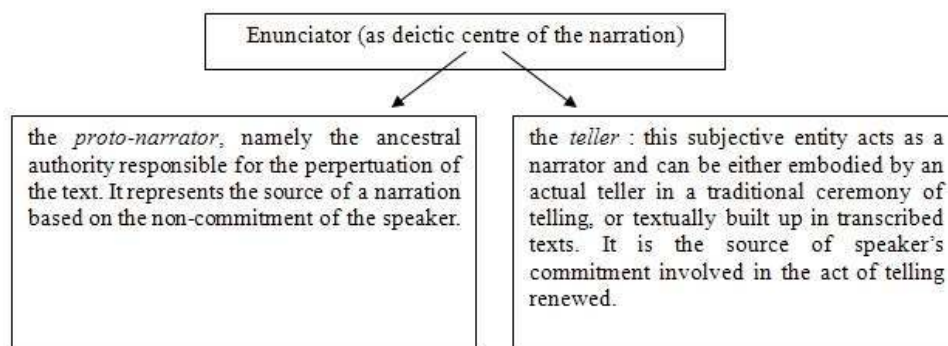 Enunciator (as deictic centre of the narration)
the proto-narrator, namely the ancestral
authority responsible for the perpertuation of
the text. It represents the source of a narration
based on the non-commitment of the speaker.
the teller : this subjective entity acts as a
narrator and can be either embodied by an
actual teller in a traditional ceremony of
telling, or textually built up in transcribed
texts. It is the source of speaker's
commitment involved in the act of telling
renewed.